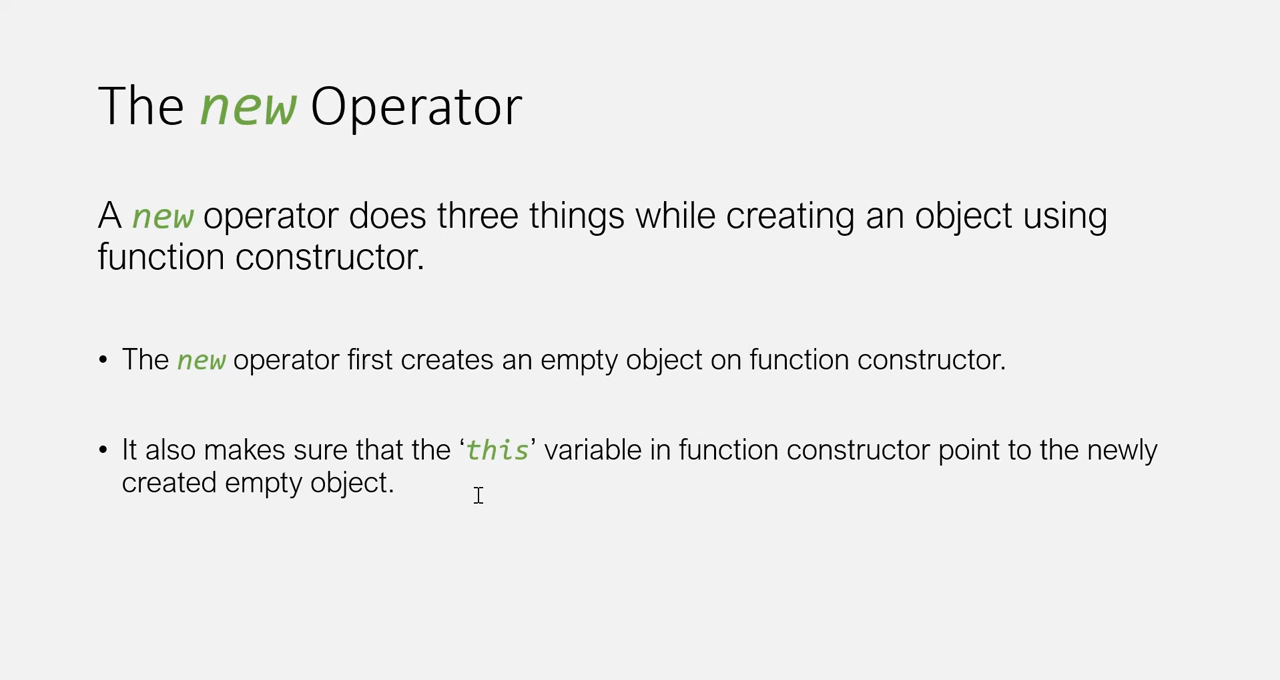 The new Operator
A new operator does three things while creating an object using
function constructor.
• The new operator first creates an empty object on function constructor.
• It also makes sure that the ‘this’ variable in function constructor point to the newly
created empty object.